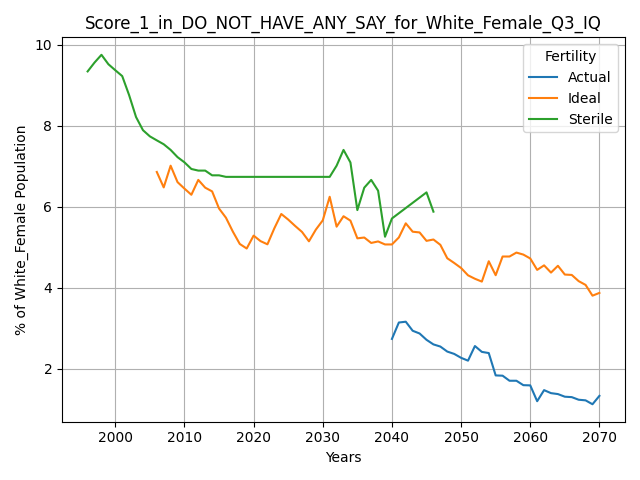 Score_1_in_DO_NOT_HAVE_ANY_SAY_for_White_Female_Q3_IQ
% of White_Female Population
10
8
6
4
2
Fertility
Actual
Ideal
Sterile
2000 2010 2020 2030 2040 2050 2060 2070
Years